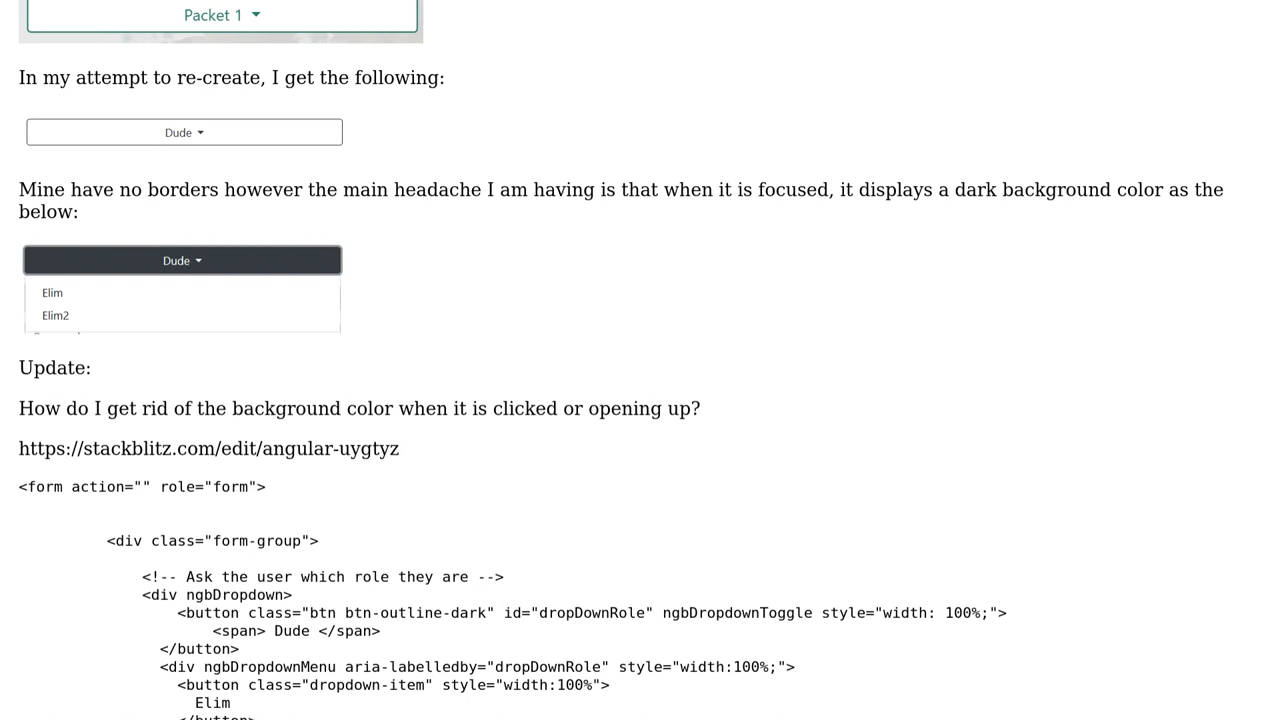 Packet 1
In my attempt to re-create, I get the following:
Dude
Mine have no borders however the main headache I am having is that when it is focused, it displays a dark background color as the
below:
Dude
Elim
Elim2
Update:
How do I get rid of the background color when it is clicked or opening up?
https://stackblitz.com/edit/angular-uygtyz
<form action="" role="form">
<div class="form-group">
<!-- Ask the user which role they are -->
<div ngbDropdown>
<button class="btn btn-outline-dark" id="dropDownRole" ngbDropdownToggle style="width: 100%;">
<span> Dude </span>
</button>
<div ngbDropdownMenu aria-labelledby="dropDownRole" style="width:100%;">
<button class="dropdown-item" style="width:100%">
Elim
</button>